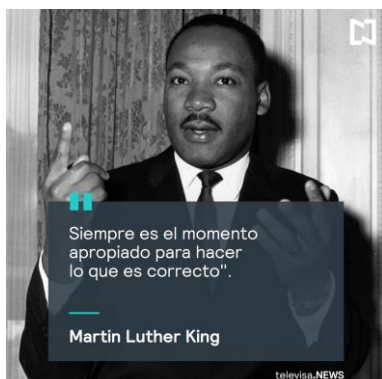 Siempre es el momento
apropiado para hacer
lo que es correcto".
Martin Luther King
televisa.NEWS